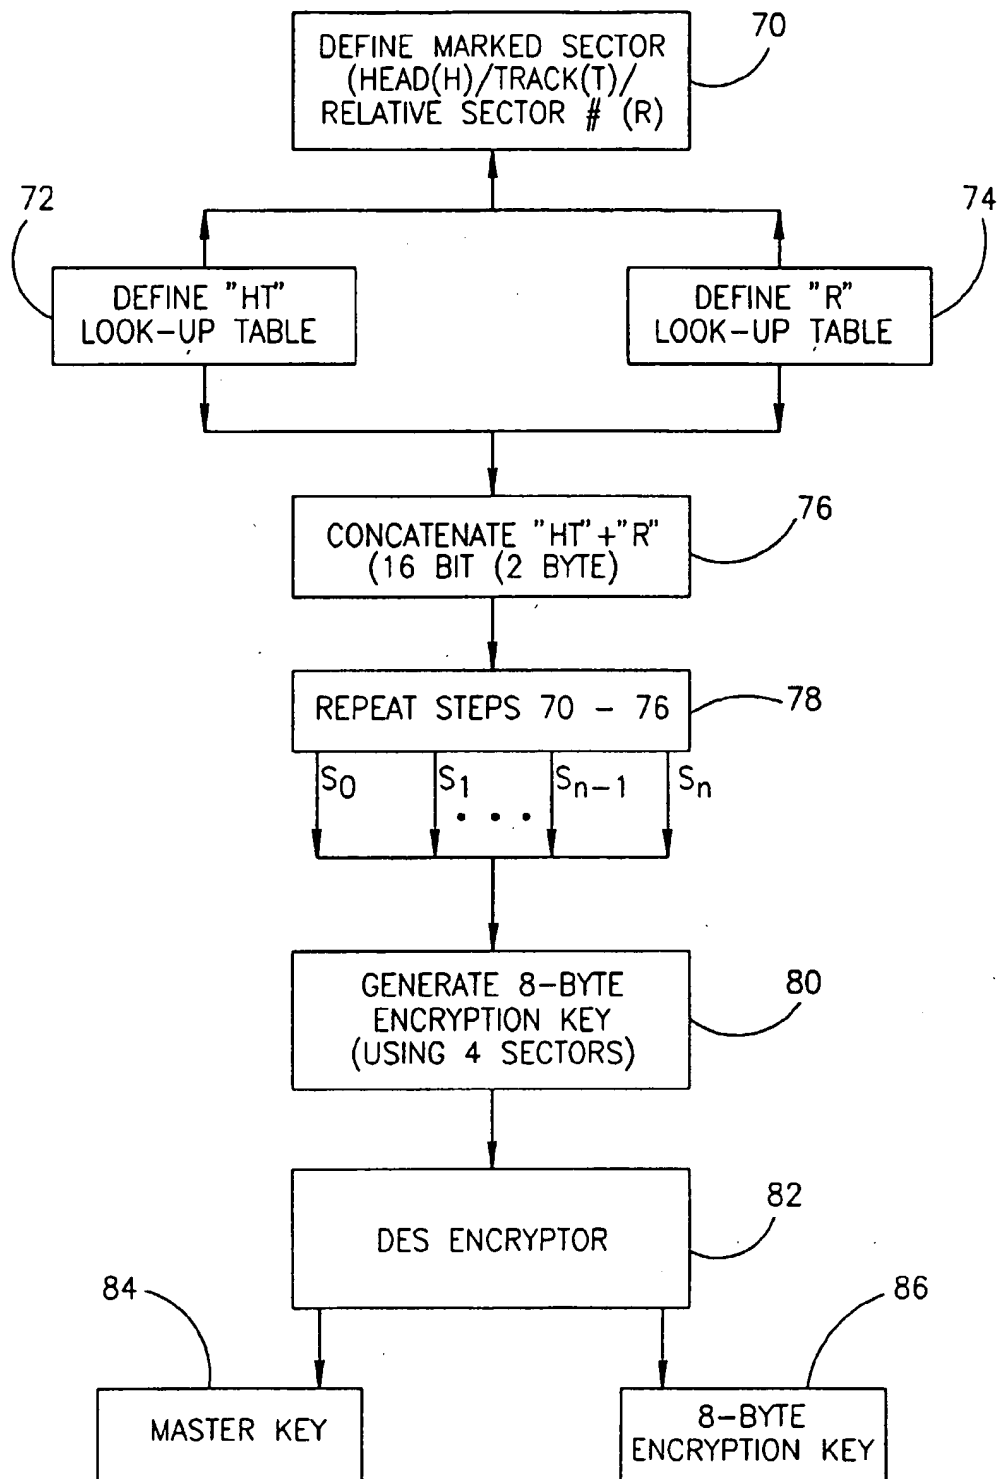 DEFINE MARKED SECTOR
(HEAD(H)/TRACK(T)/
RELATIVE SECTOR # (R)
70
72
74
DEFINE "HT"
LOOK-UP TABLE
DEFINE "R"
LOOK-UP TABLE
CONCATENATE "HT"+"R"
(16 BIT (2 BYTE)
76
REPEAT STEPS 70 - 76
78
S0 S1 • • • Sn-1 Sn
GENERATE 8-BYTE
ENCRYPTION KEY
(USING 4 SECTORS)
80
DES ENCRYPTOR
82
84
86
MASTER KEY
8-BYTE
ENCRYPTION KEY